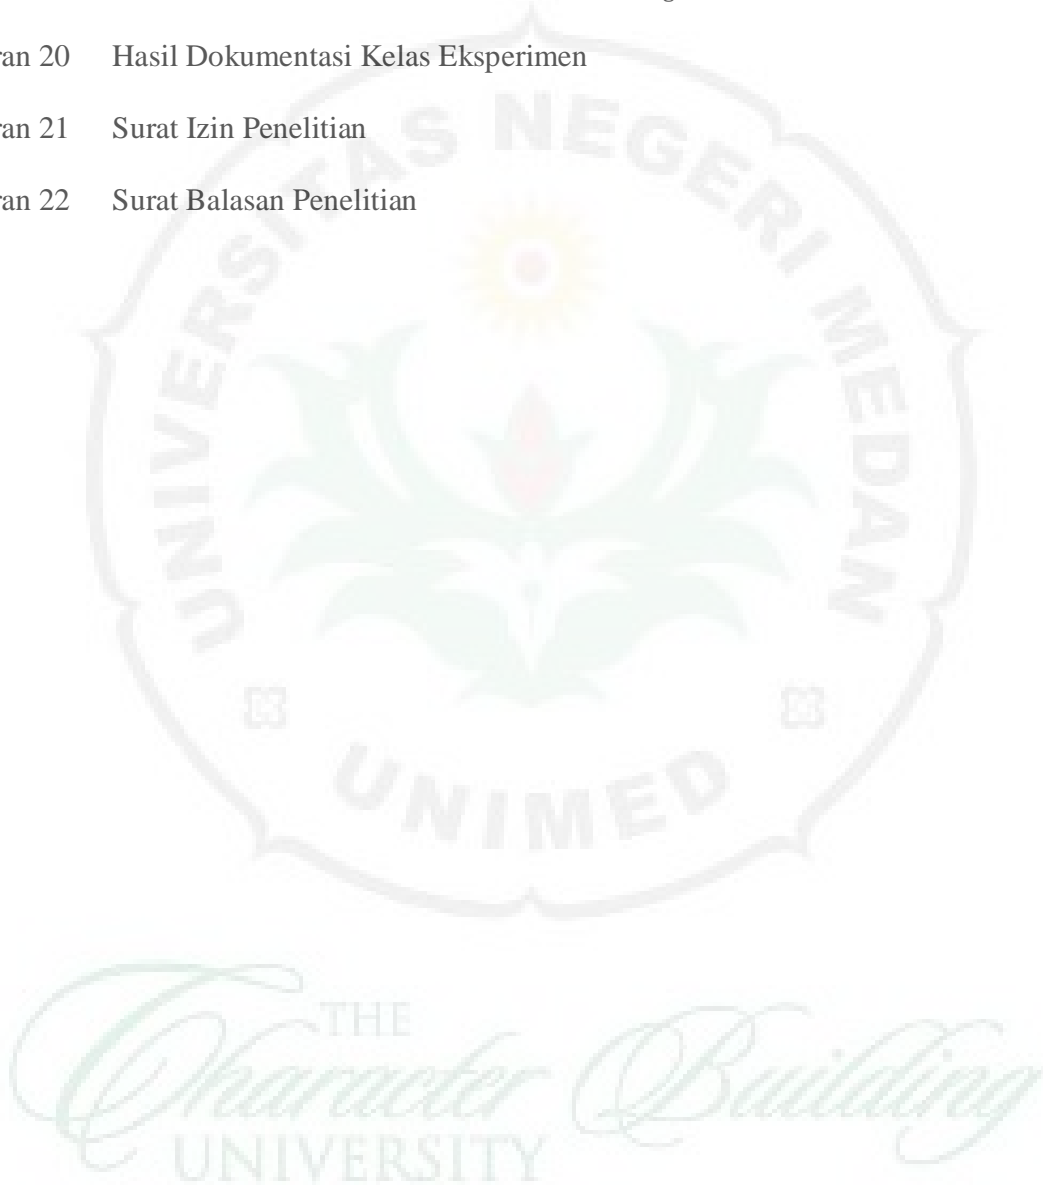 ran 20 Hasil Dokumentasi Kelas Eksperimen
ran 21 Surat Izin Penelitian
ran 22 Surat Balasan Penelitian
UNIVERSITAS NEGERI MEDAN
UNIMED
THE
Character Building
UNIVERSITY